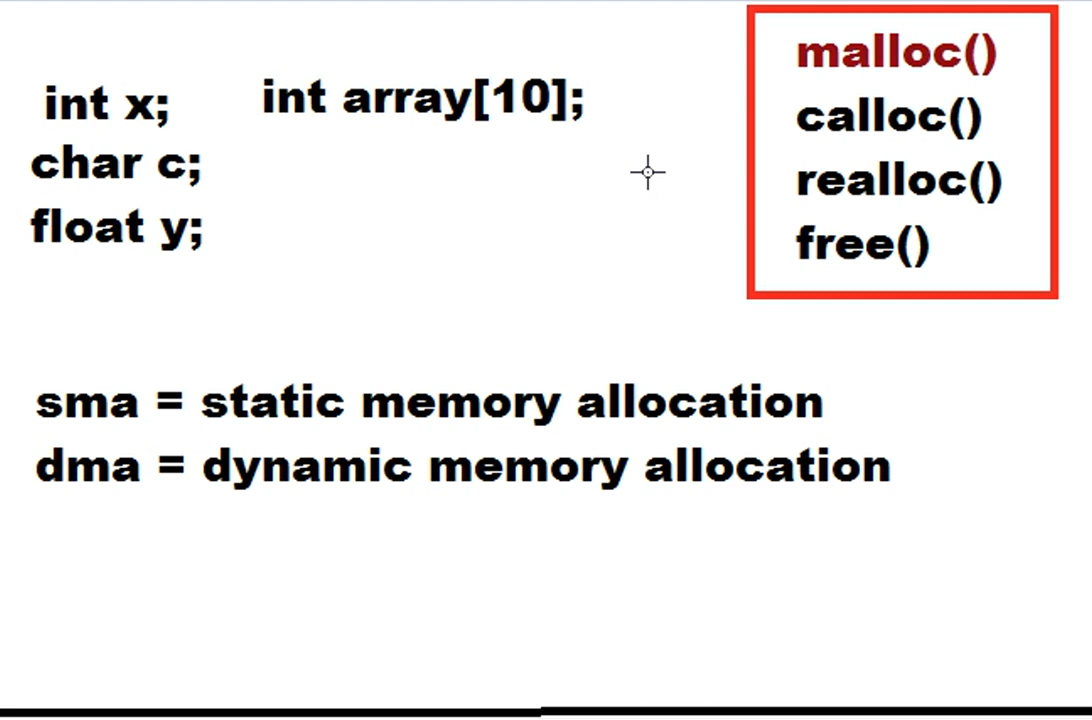 int x;
char c;
float y;
int array[10];
malloc()
calloc()
realloc()
free()
sma = static memory allocation
dma = dynamic memory allocation